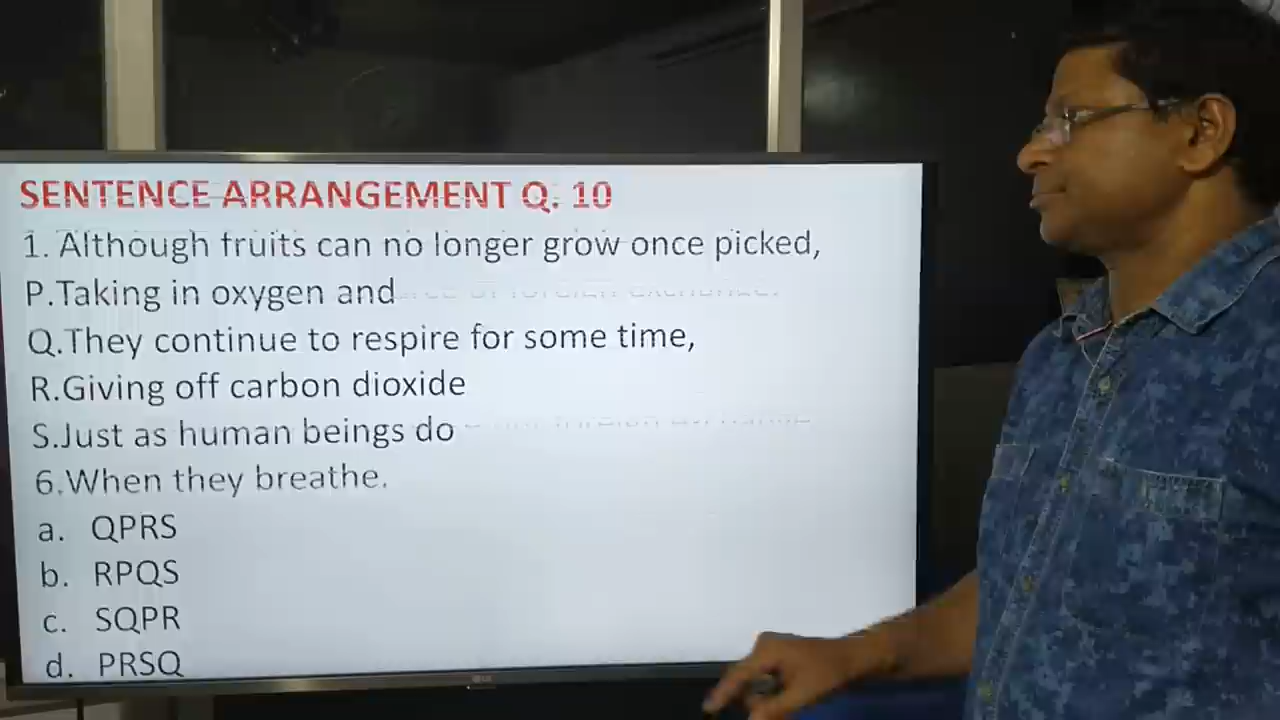 SENTENCE ARRANGEMENT Q. 10
1. Although fruits can no longer grow once picked,
P.Taking in oxygen and
Q.They continue to respire for some time,
R.Giving off carbon dioxide
S.Just as human beings do
6.When they breathe.
a. QPRS
b. RPQS
c. SQPR
d. PRSQ